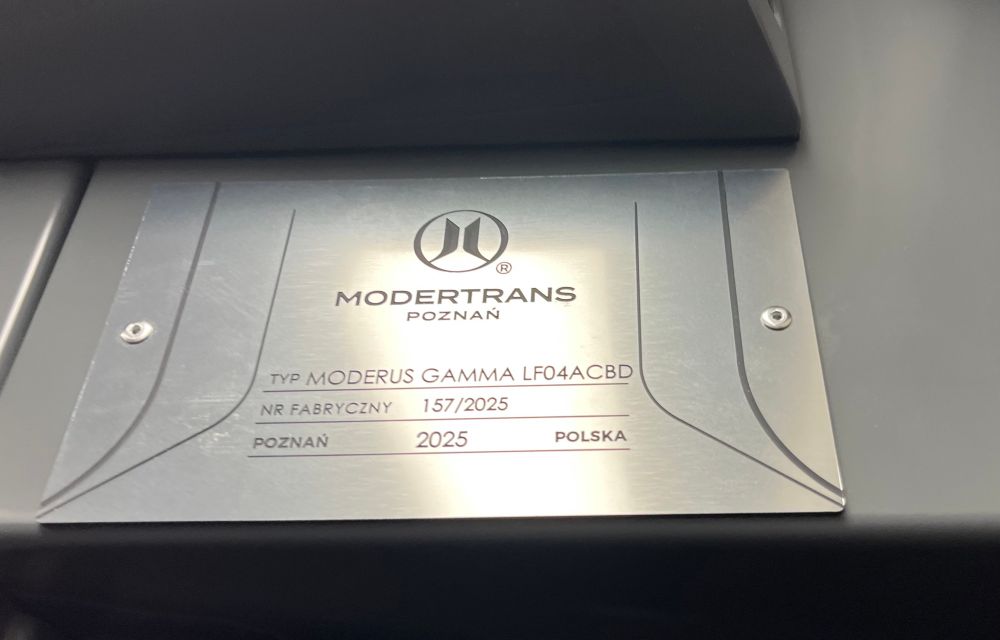 ®
MODERTRANS
POZNAŃ
TYP MODERUS GAMMA LF04ACBD
NR FABRYCZNY 157/2025
POZNAŃ 2025 POLSKA